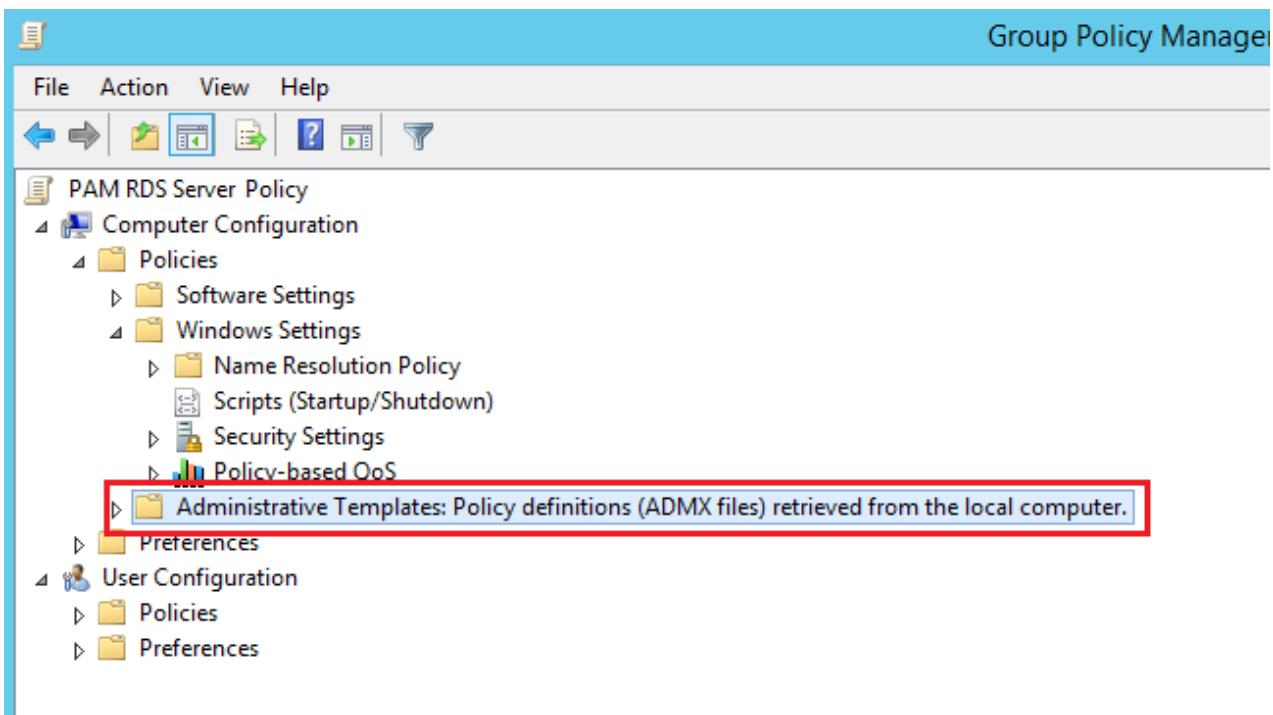 Group Policy Manage
File Action View Help
PAM RDS Server Policy
Computer Configuration
Policies
Software Settings
Windows Settings
Name Resolution Policy
Scripts (Startup/Shutdown)
Security Settings
Policy-based QoS
Administrative Templates: Policy definitions (ADMX files) retrieved from the local computer.
Preferences
User Configuration
Policies
Preferences